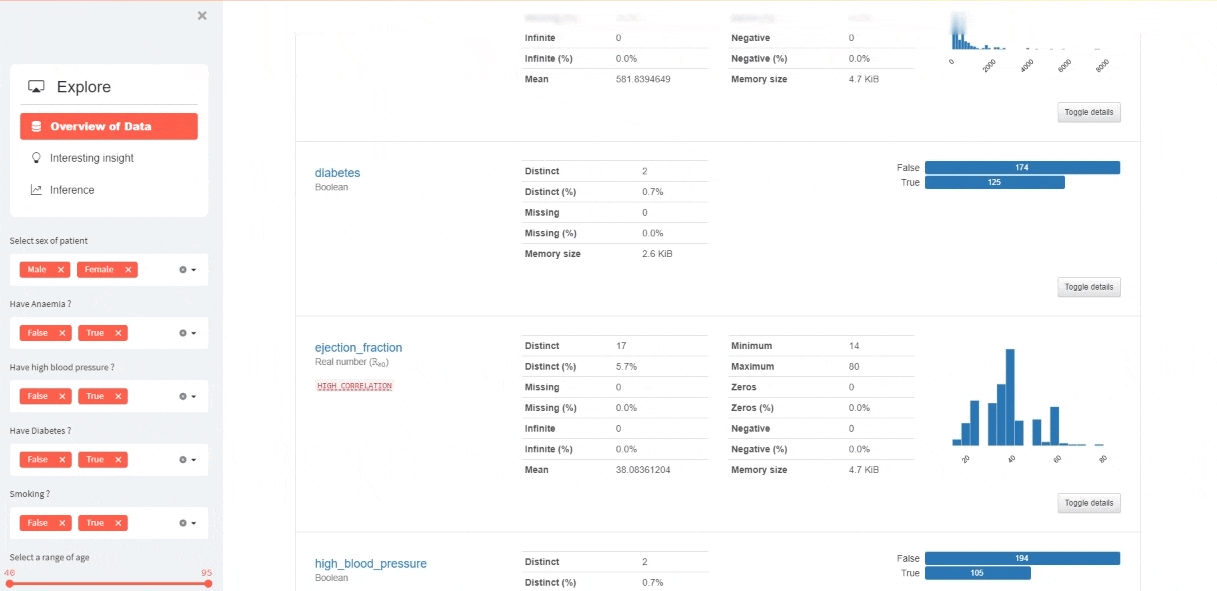 ×
Explore
Overview of Data
Interesting insight
Inference
Select sex of patient
Male × Female ×
Have Anaemia ?
False × True ×
Have high blood pressure ?
False × True ×
Have Diabetes ?
False × True ×
Smoking ?
False × True ×
Select a range of age
40 95
Infinite 0 Negative 0
Infinite (%) 0.0% Negative (%) 0.0%
Mean 581.8394649 Memory size 4.7 KiB
0 2000 4000 6000 8000
Toggle details
diabetes
Boolean
Distinct 2
Distinct (%) 0.7%
Missing 0
Missing (%) 0.0%
Memory size 2.6 KiB
False 174
True 125
Toggle details
ejection_fraction
Real number (ℝ≥0)
HIGH CORRELATION
Distinct 17 Minimum 14
Distinct (%) 5.7% Maximum 80
Missing 0 Zeros 0
Missing (%) 0.0% Zeros (%) 0.0%
Infinite 0 Negative 0
Infinite (%) 0.0% Negative (%) 0.0%
Mean 38.08361204 Memory size 4.7 KiB
20 40 60 80
Toggle details
high_blood_pressure
Boolean
Distinct 2
Distinct (%) 0.7%
False 194
True 105